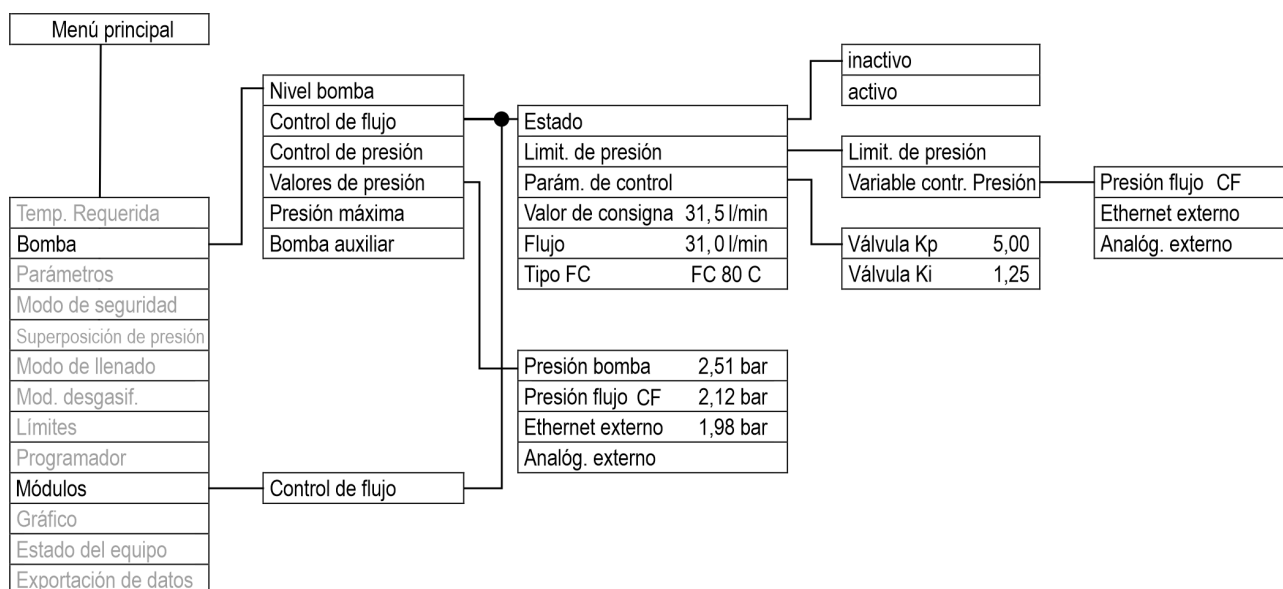 Menú principal
Temp. Requerida
Bomba
Parámetros
Modo de seguridad
Superposición de presión
Modo de llenado
Mod. desgasif.
Límites
Programador
Módulos
Gráfico
Estado del equipo
Exportación de datos
Nivel bomba
Control de flujo
Control de presión
Valores de presión
Presión máxima
Bomba auxiliar
Control de flujo
Estado
Limit. de presión
Parám. de control
Valor de consigna 31,5 l/min
Flujo 31,0 l/min
Tipo FC FC 80 C
Presión bomba 2,51 bar
Presión flujo CF 2,12 bar
Ethernet externo 1,98 bar
Analóg. externo
inactivo
activo
Limit. de presión
Variable contr. Presión
Válvula Kp 5,00
Válvula Ki 1,25
Presión flujo CF
Ethernet externo
Analóg. externo